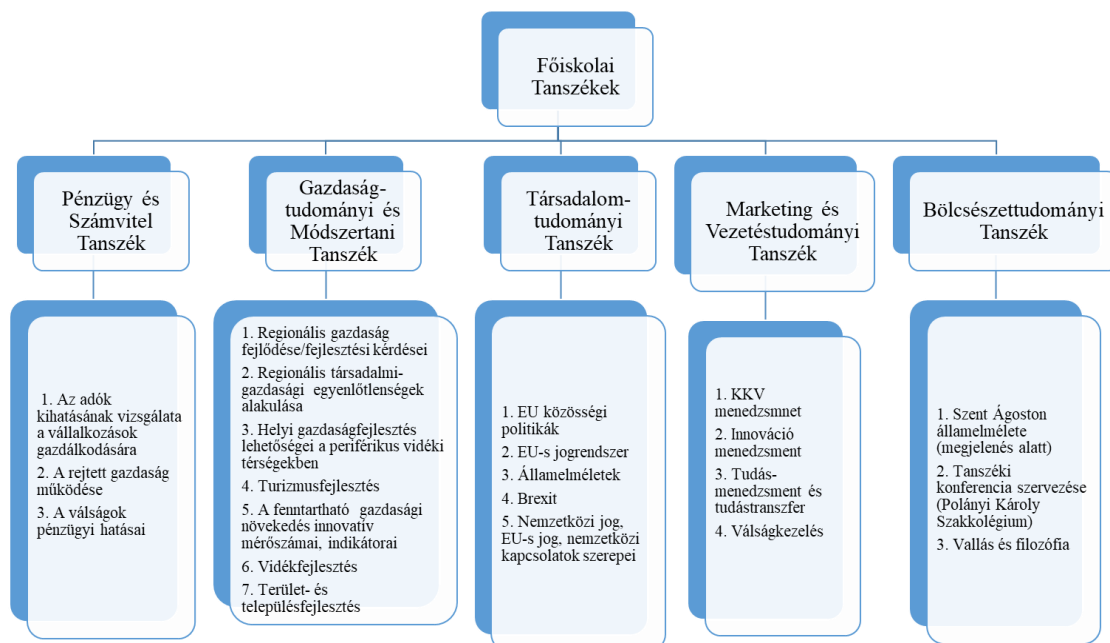 Főiskolai
Tanszékek
Pénzügy és
Számvitel
Tanszék
Gazdaság-
tudományi és
Módszertani
Tanszék
Társadalom-
tudományi
Tanszék
Marketing és
Vezetéstudományi
Tanszék
Bölcsészettudományi
Tanszék
1. Az adók
kihatásának vizsgálata
a vállalkozások
gazdálkodására
2. A rejtett gazdaság
működése
3. A válságok
pénzügyi hatásai
1. Regionális gazdaság
fejlődése/fejlesztési kérdései
2. Regionális társadalmi-
gazdasági egyenlőtlenségek
alakulása
3. Helyi gazdaságfejlesztés
lehetőségei a periférikus vidéki
térségekben
4. Turizmusfejlesztés
5. A fenntartható gazdasági
növekedés innovatív
mérőszámai, indikátorai
6. Vidékfejlesztés
7. Terület- és
településfejlesztés
1. EU közösségi
politikák
2. EU-s jogrendszer
3. Államelméletek
4. Brexit
5. Nemzetközi jog,
EU-s jog, nemzetközi
kapcsolatok szerepei
1. KKV
menedzsmnet
2. Innováció
menedzsment
3. Tudás-
menedzsment és
tudástranszfer
4. Válságkezelés
1. Szent Ágoston
államelmélete
(megjelenés alatt)
2. Tanszéki
konferencia szervezése
(Polányi Károly
Szakkollégium)
3. Vallás és filozófia